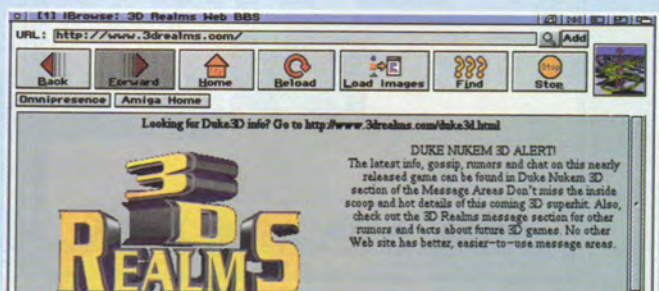 [1] IBrowse: 3D Realms Web BBS
URL: http://www.3drealms.com/ Add
Back Forward Home Reload Load Images Find Stop
Omnipresence Amiga Home
Looking for Duke3D info? Go to http://www.3drealms.com/duke3d.html
3D
REALMS
DUKE NUKEM 3D ALERT!
The latest info, gossip, rumors and chat on this nearly
released game can be found in Duke Nukem 3D
section of the Message Areas Don't miss the inside
scoop and hot details of this coming 3D superhit. Also,
check out the 3D Realms message section for other
rumors and facts about future 3D games. No other
Web site has better, easier-to-use message areas.